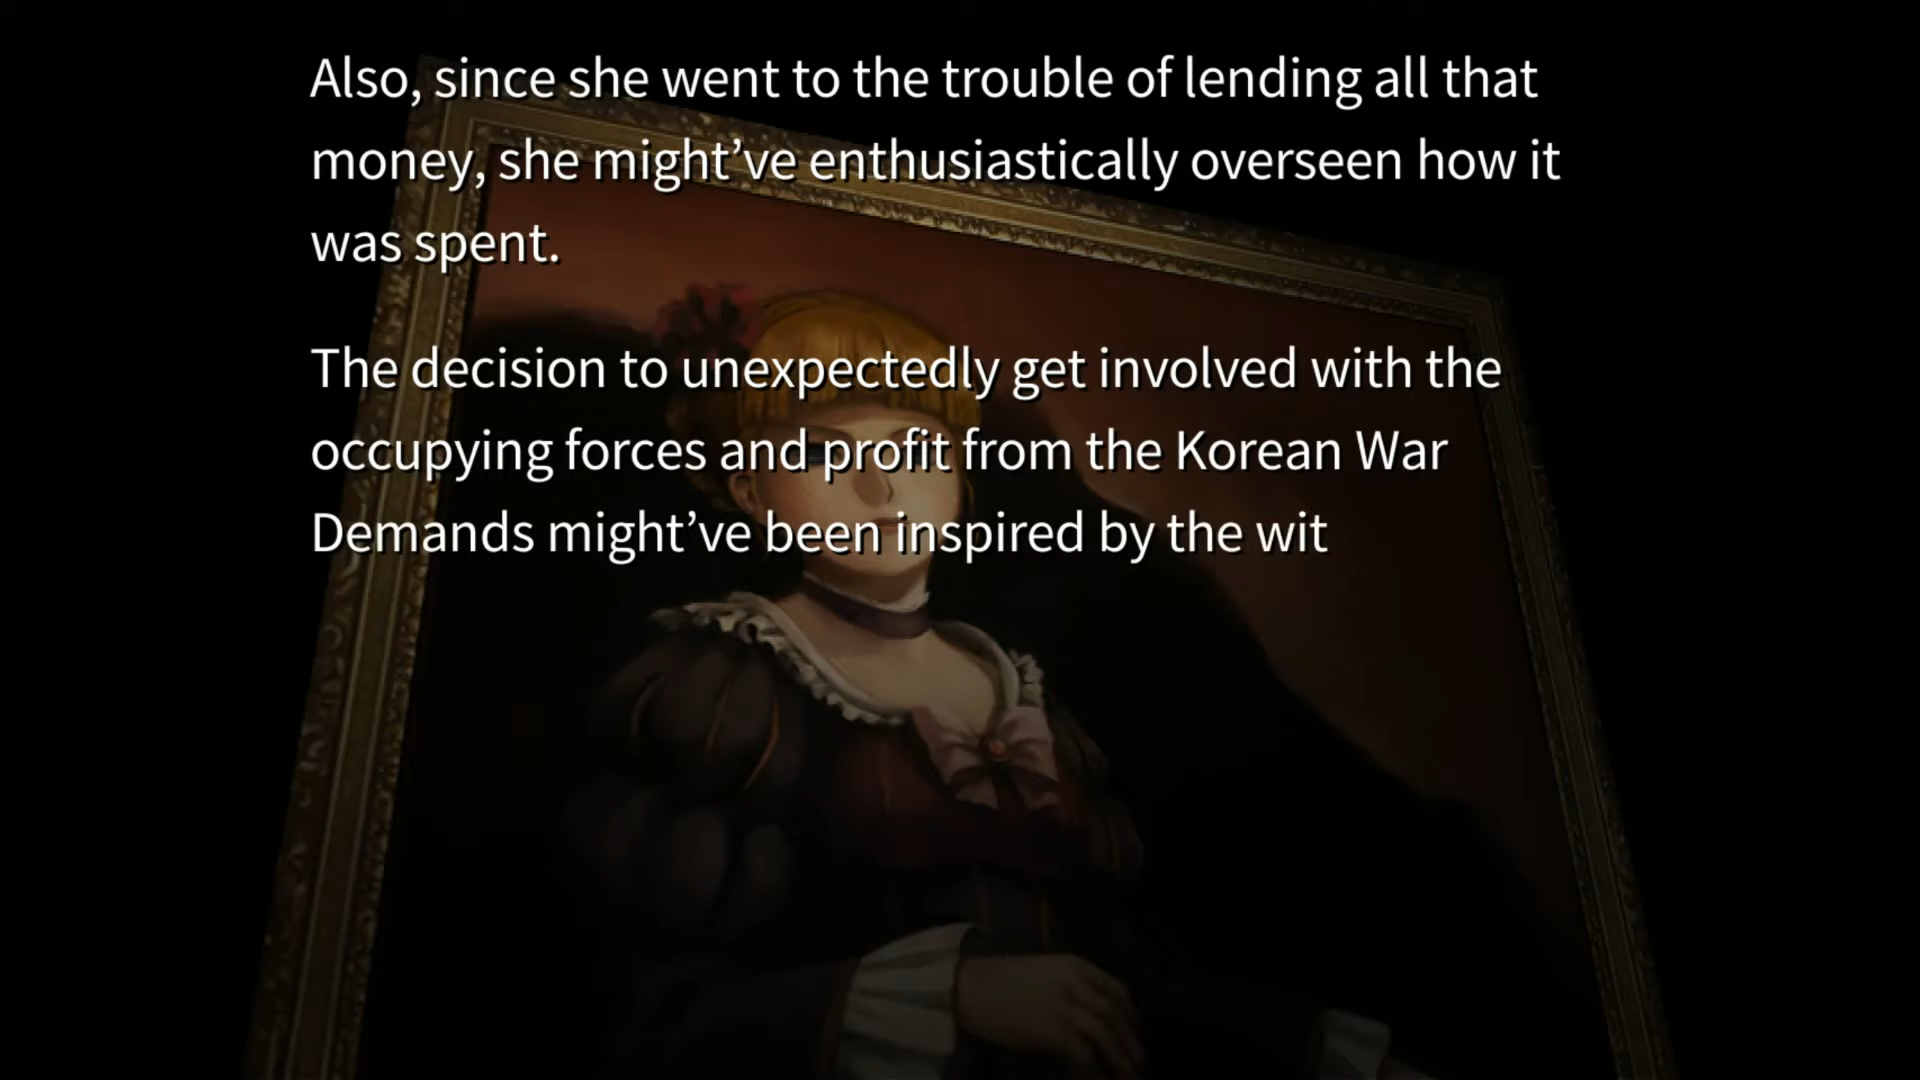 Also, since she went to the trouble of lending all that
money, she might’ve enthusiastically overseen how it
was spent.
The decision to unexpectedly get involved with the
occupying forces and profit from the Korean War
Demands might’ve been inspired by the wit